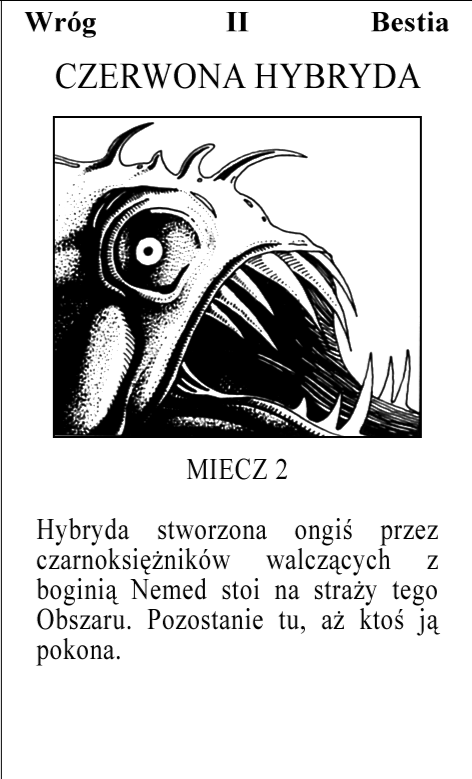 Wróg II Bestia
CZERWONA HYBRYDA
MIECZ 2
Hybryda stworzona ongiś przez
czarnoksiężników walczących z
boginią Nemed stoi na straży tego
Obszaru. Pozostanie tu, aż ktoś ją
pokona.